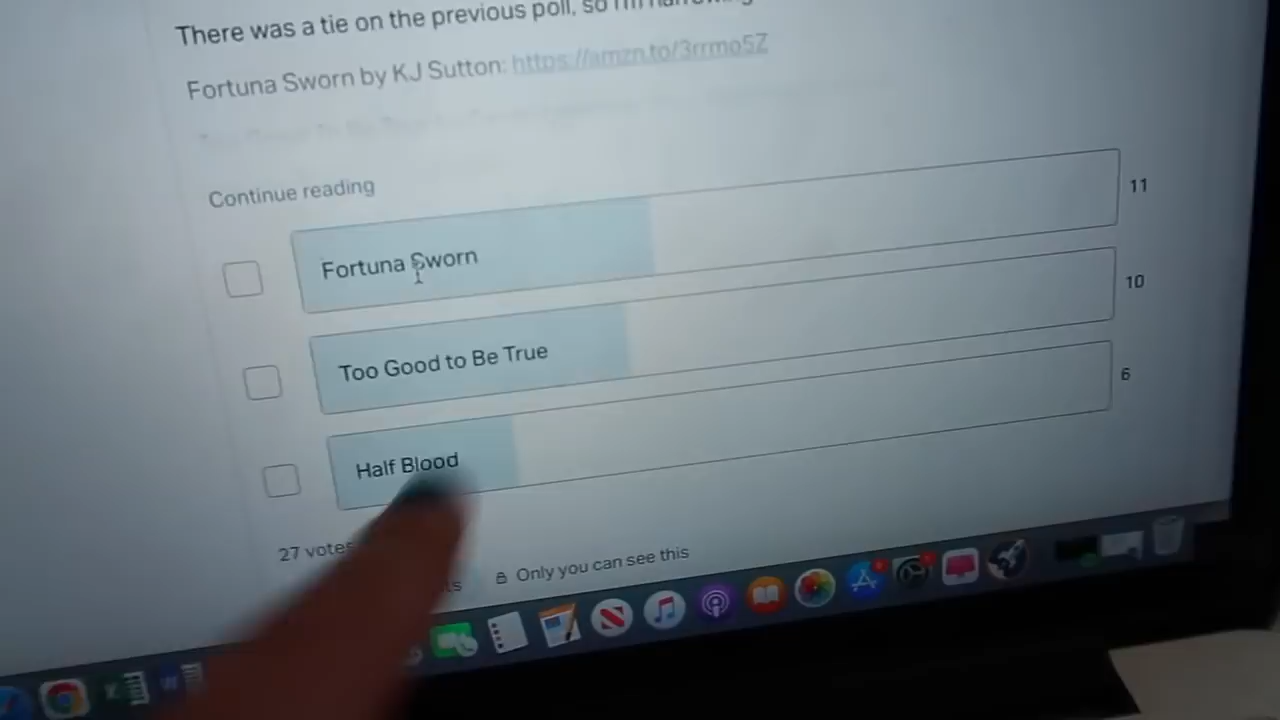 There was a tie on the previous poll, so I'm narrowing
Fortuna Sworn by KJ Sutton: https://amzn.to/3rrmo5Z
Continue reading
Fortuna Sworn
11
Too Good to Be True
10
Half Blood
6
27 votes
Only you can see this